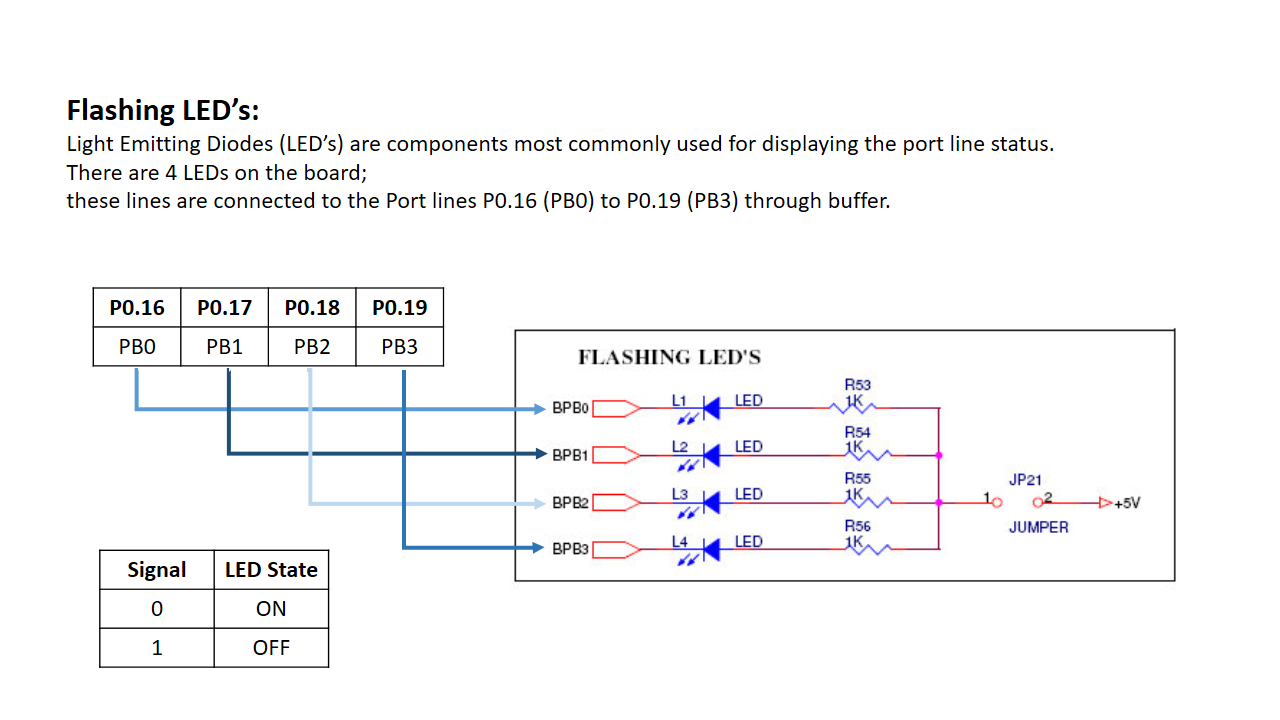 Flashing LED’s:
Light Emitting Diodes (LED’s) are components most commonly used for displaying the port line status.
There are 4 LEDs on the board;
these lines are connected to the Port lines P0.16 (PB0) to P0.19 (PB3) through buffer.
P0.16 P0.17 P0.18 P0.19
PB0 PB1 PB2 PB3
FLASHING LED'S
R53
BPB0 L1 LED 1K
R54
BPB1 L2 LED 1K
R55
BPB2 L3 LED 1K
R56
BPB3 L4 LED 1K
JP21
1 2 +5V
JUMPER
Signal LED State
0 ON
1 OFF